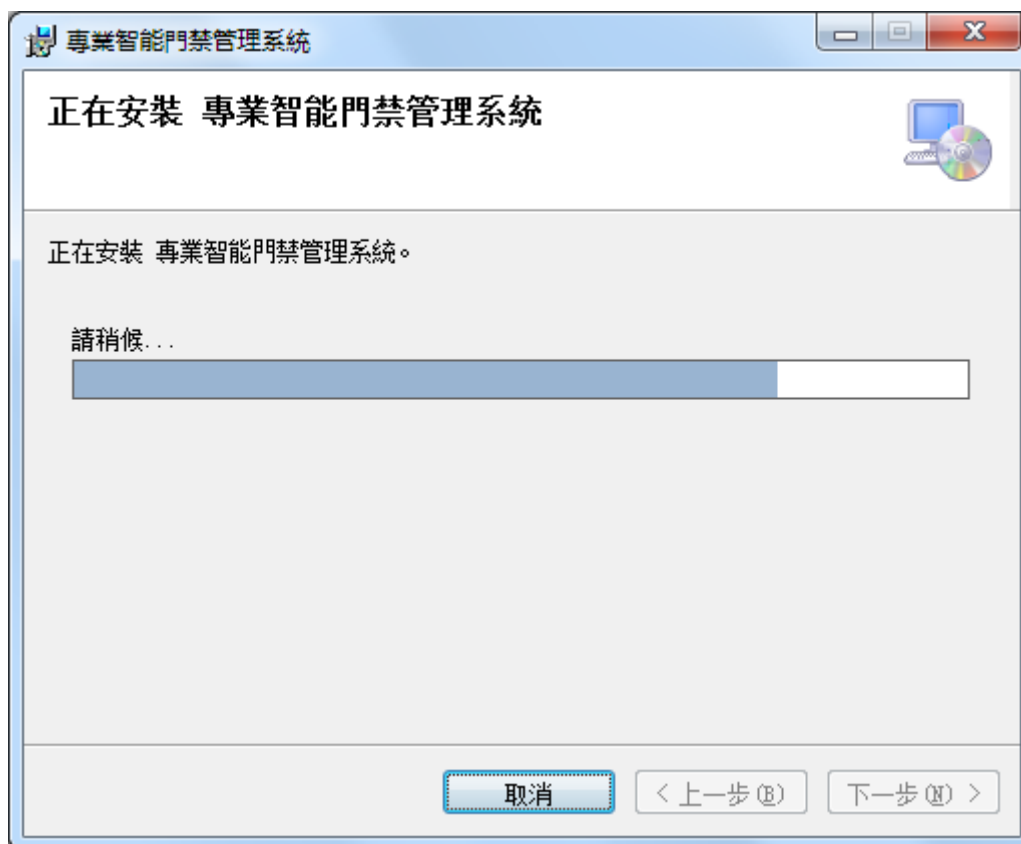 專業智能門禁管理系統
正在安裝 專業智能門禁管理系統
正在安裝 專業智能門禁管理系統。
請稍候...
取消
< 上一步(B)
下一步(N) >